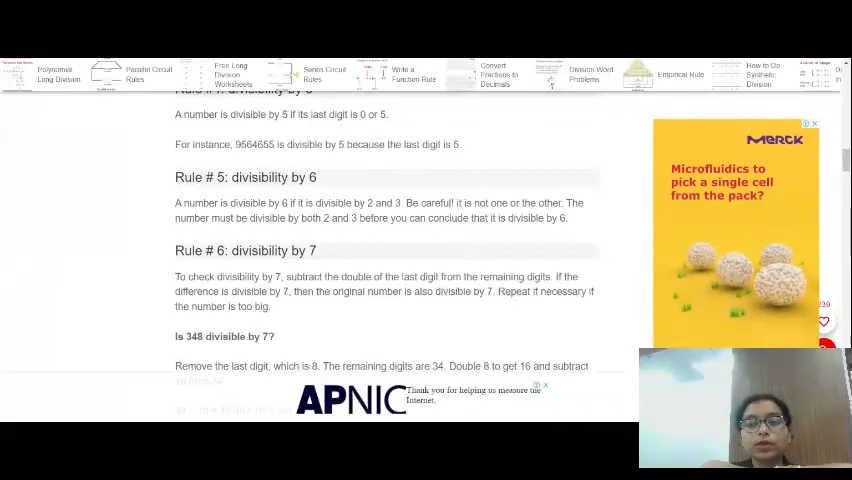 Polynomial
Long Division
Parallel Circuit
Rules
Free Long
Division
Worksheets
Series Circuit
Rules
Write a
Function Rule
Convert
Fractions to
Decimals
Division Word
Problems
Empirical Rule
How to Do
Synthetic
Division
A number is divisible by 5 if its last digit is 0 or 5.
For instance, 9564655 is divisible by 5 because the last digit is 5.
Rule # 5: divisibility by 6
A number is divisible by 6 if it is divisible by 2 and 3. Be careful! it is not one or the other. The
number must be divisible by both 2 and 3 before you can conclude that it is divisible by 6.
Rule # 6: divisibility by 7
To check divisibility by 7, subtract the double of the last digit from the remaining digits. If the
difference is divisible by 7, then the original number is also divisible by 7. Repeat if necessary if
the number is too big.
Is 348 divisible by 7?
Remove the last digit, which is 8. The remaining digits are 34. Double 8 to get 16 and subtract
MERCK
Microfluidics to
pick a single cell
from the pack?
239
APNIC
Thank you for helping us measure the
Internet.